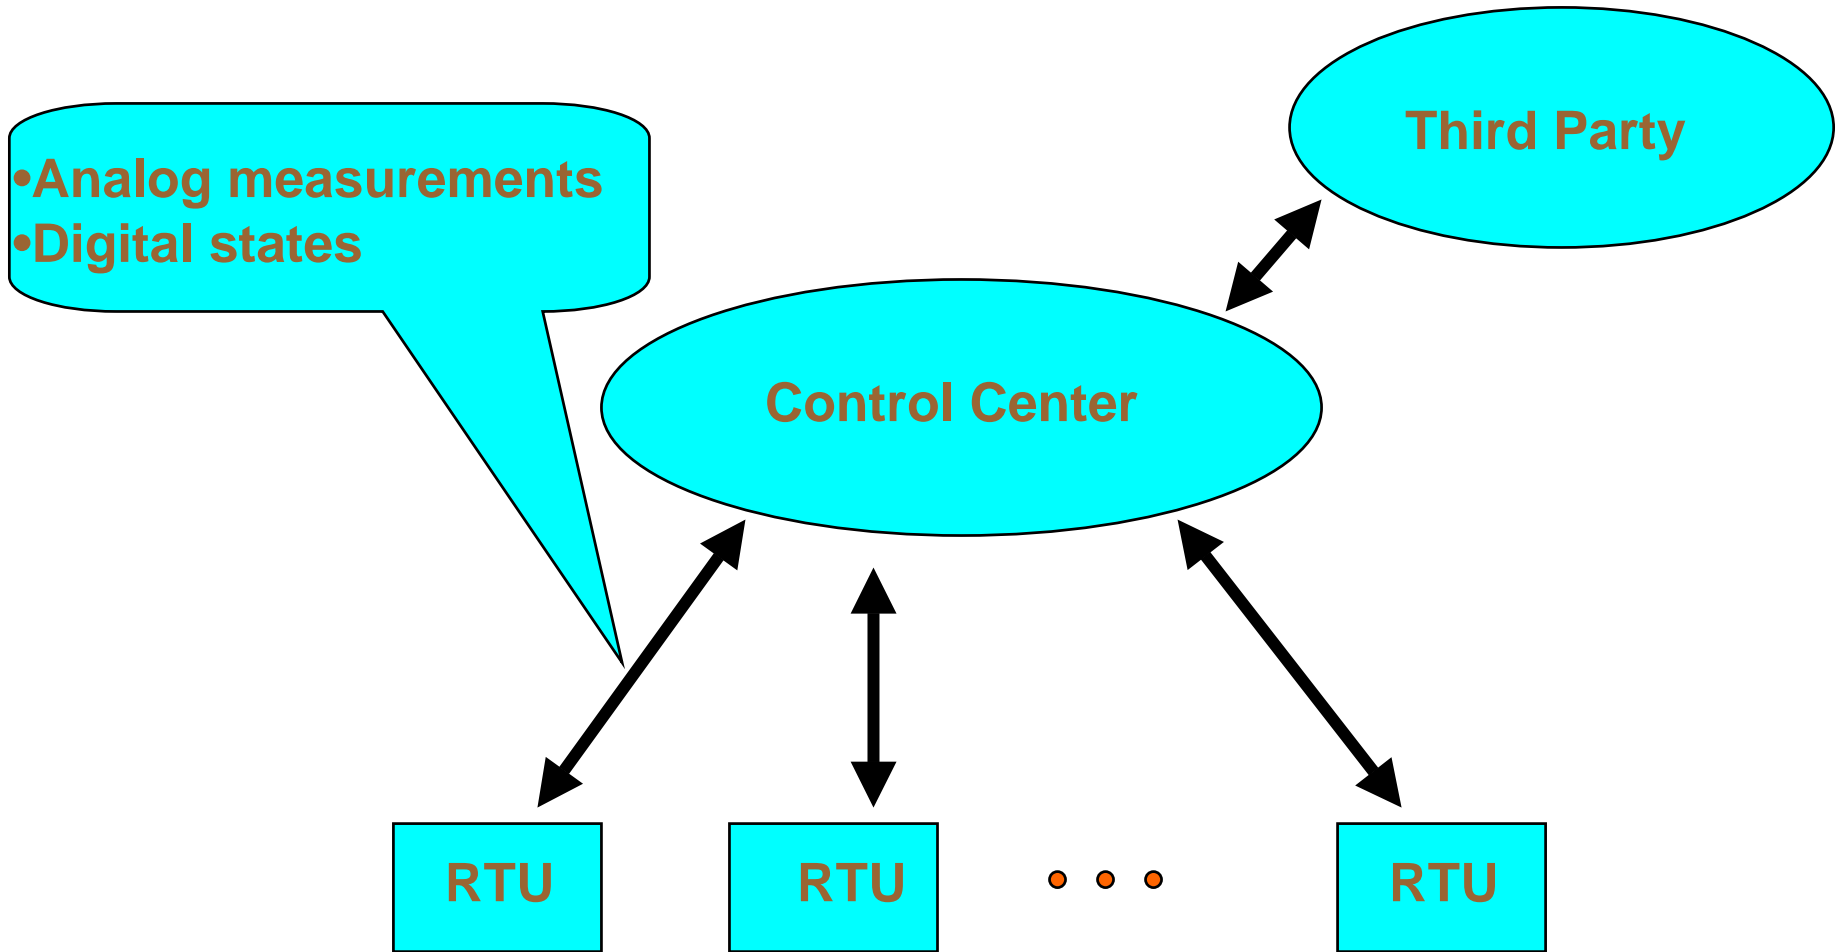 Third Party
•Analog measurements
•Digital states
Control Center
RTU RTU RTU